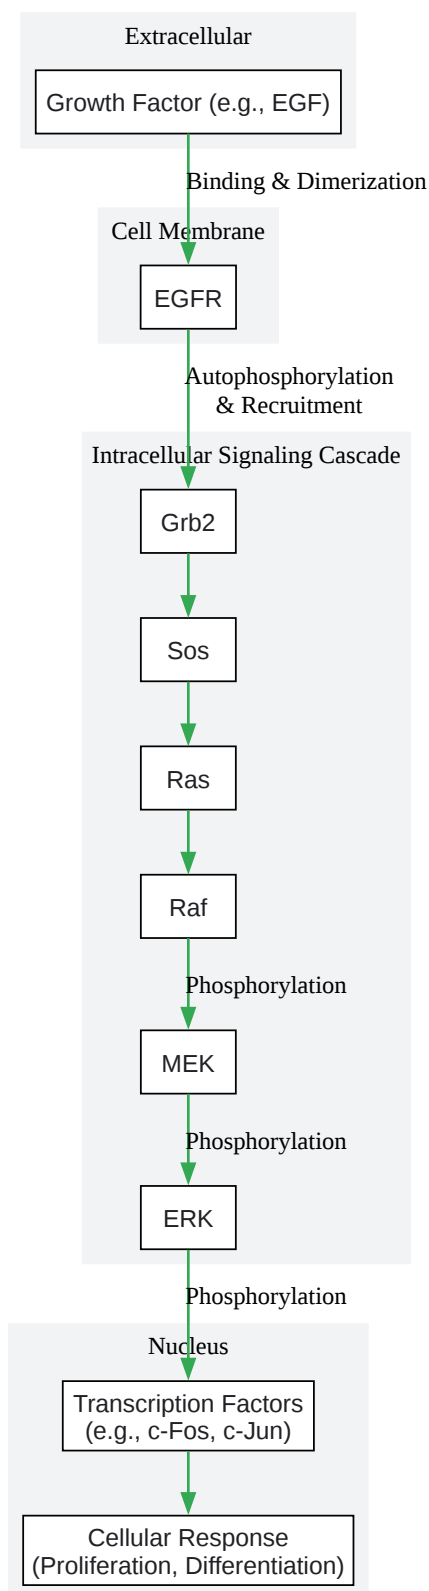 Extracellular
Growth Factor (e.g., EGF)
Binding & Dimerization
Cell Membrane
EGFR
Autophosphorylation
& Recruitment
Intracellular Signaling Cascade
Grb2
Sos
Ras
Raf
Phosphorylation
MEK
Phosphorylation
ERK
Phosphorylation
Nucleus
Transcription Factors
(e.g., c-Fos, c-Jun)
Cellular Response
(Proliferation, Differentiation)